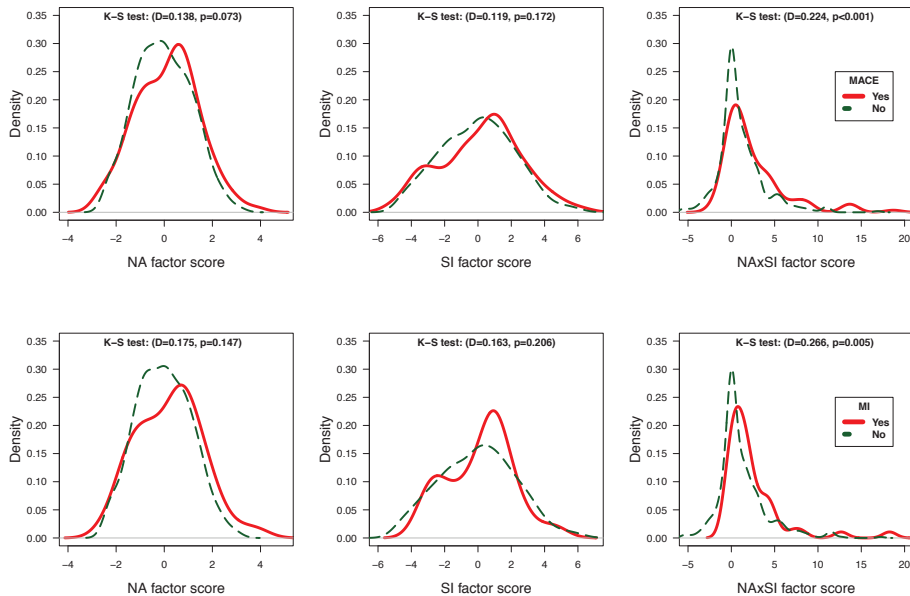 K−S test: (D=0.138, p=0.073)
Density
0.35
0.30
0.25
0.20
0.15
0.10
0.05
0.00
−4 −2 0 2 4
NA factor score
K−S test: (D=0.119, p=0.172)
Density
0.35
0.30
0.25
0.20
0.15
0.10
0.05
0.00
−6 −4 −2 0 2 4 6
SI factor score
K−S test: (D=0.224, p<0.001)
Density
0.35
0.30
0.25
0.20
0.15
0.10
0.05
0.00
−5 0 5 10 15 20
NAxSI factor score
MACE
Yes
No
K−S test: (D=0.175, p=0.147)
Density
0.35
0.30
0.25
0.20
0.15
0.10
0.05
0.00
−4 −2 0 2 4
NA factor score
K−S test: (D=0.163, p=0.206)
Density
0.35
0.30
0.25
0.20
0.15
0.10
0.05
0.00
−6 −4 −2 0 2 4 6
SI factor score
K−S test: (D=0.266, p=0.005)
Density
0.35
0.30
0.25
0.20
0.15
0.10
0.05
0.00
−5 0 5 10 15 20
NAxSI factor score
MI
Yes
No